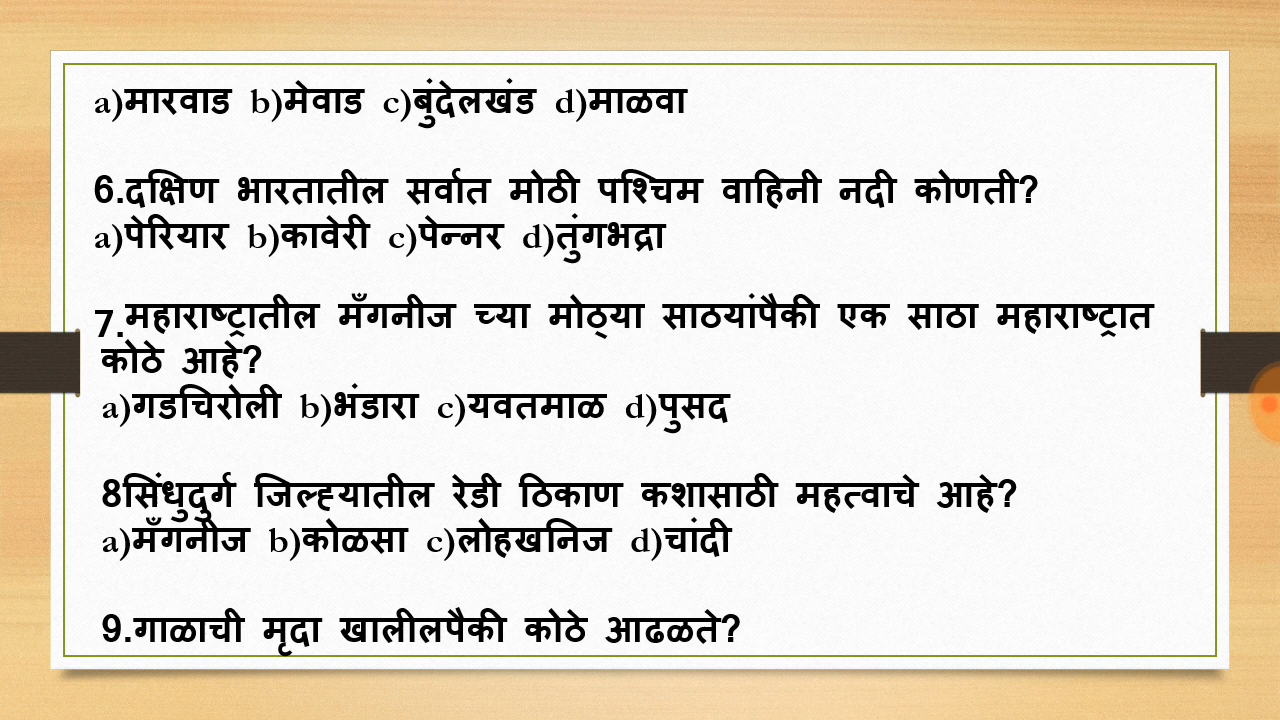 a)मारवाड b)मेवाड c)बुंदेलखंड d)माळवा
6.दक्षिण भारतातील सर्वात मोठी पश्चिम वाहिनी नदी कोणती?
a)पेरियार b)कावेरी c)पेन्नर d)तुंगभद्रा
7.महाराष्ट्रातील मँगनीज च्या मोठ्या साठयांपैकी एक साठा महाराष्ट्रात
कोठे आहे?
a)गडचिरोली b)भंडारा c)यवतमाळ d)पुसद
8सिंधुदुर्ग जिल्ह्यातील रेडी ठिकाण कशासाठी महत्वाचे आहे?
a)मँगनीज b)कोळसा c)लोहखनिज d)चांदी
9.गाळाची मृदा खालीलपैकी कोठे आढळते?